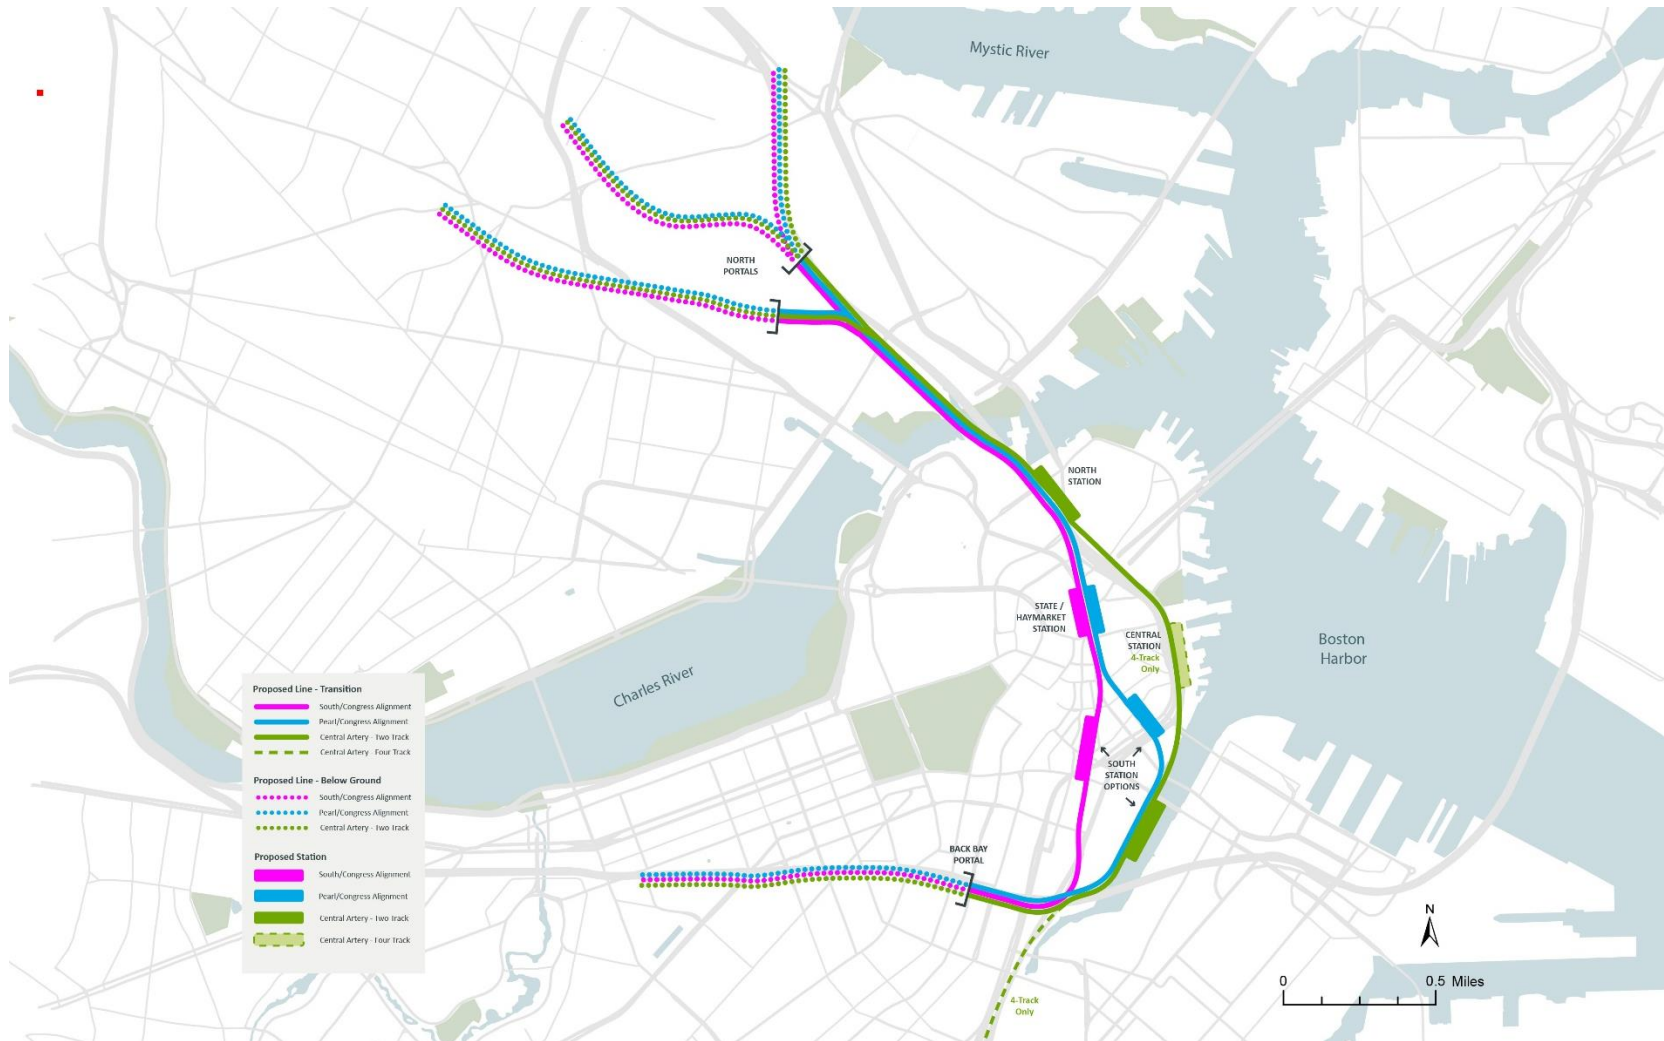 Mystic River
NORTH
PORTALS
NORTH
STATION
STATE /
HAYMARKET
STATION
CENTRAL
STATION
4-Track
Only
Boston
Harbor
Charles River
SOUTH
STATION
OPTIONS
BACK BAY
PORTAL
4-Track
Only
Proposed Line - Transition
South/Congress Alignment
Pearl/Congress Alignment
Central Artery - Two Track
Central Artery - Four Track
Proposed Line - Below Ground
South/Congress Alignment
Pearl/Congress Alignment
Central Artery - Two Track
Proposed Station
South/Congress Alignment
Pearl/Congress Alignment
Central Artery - Two Track
Central Artery - Four Track
N
0 0.5 Miles